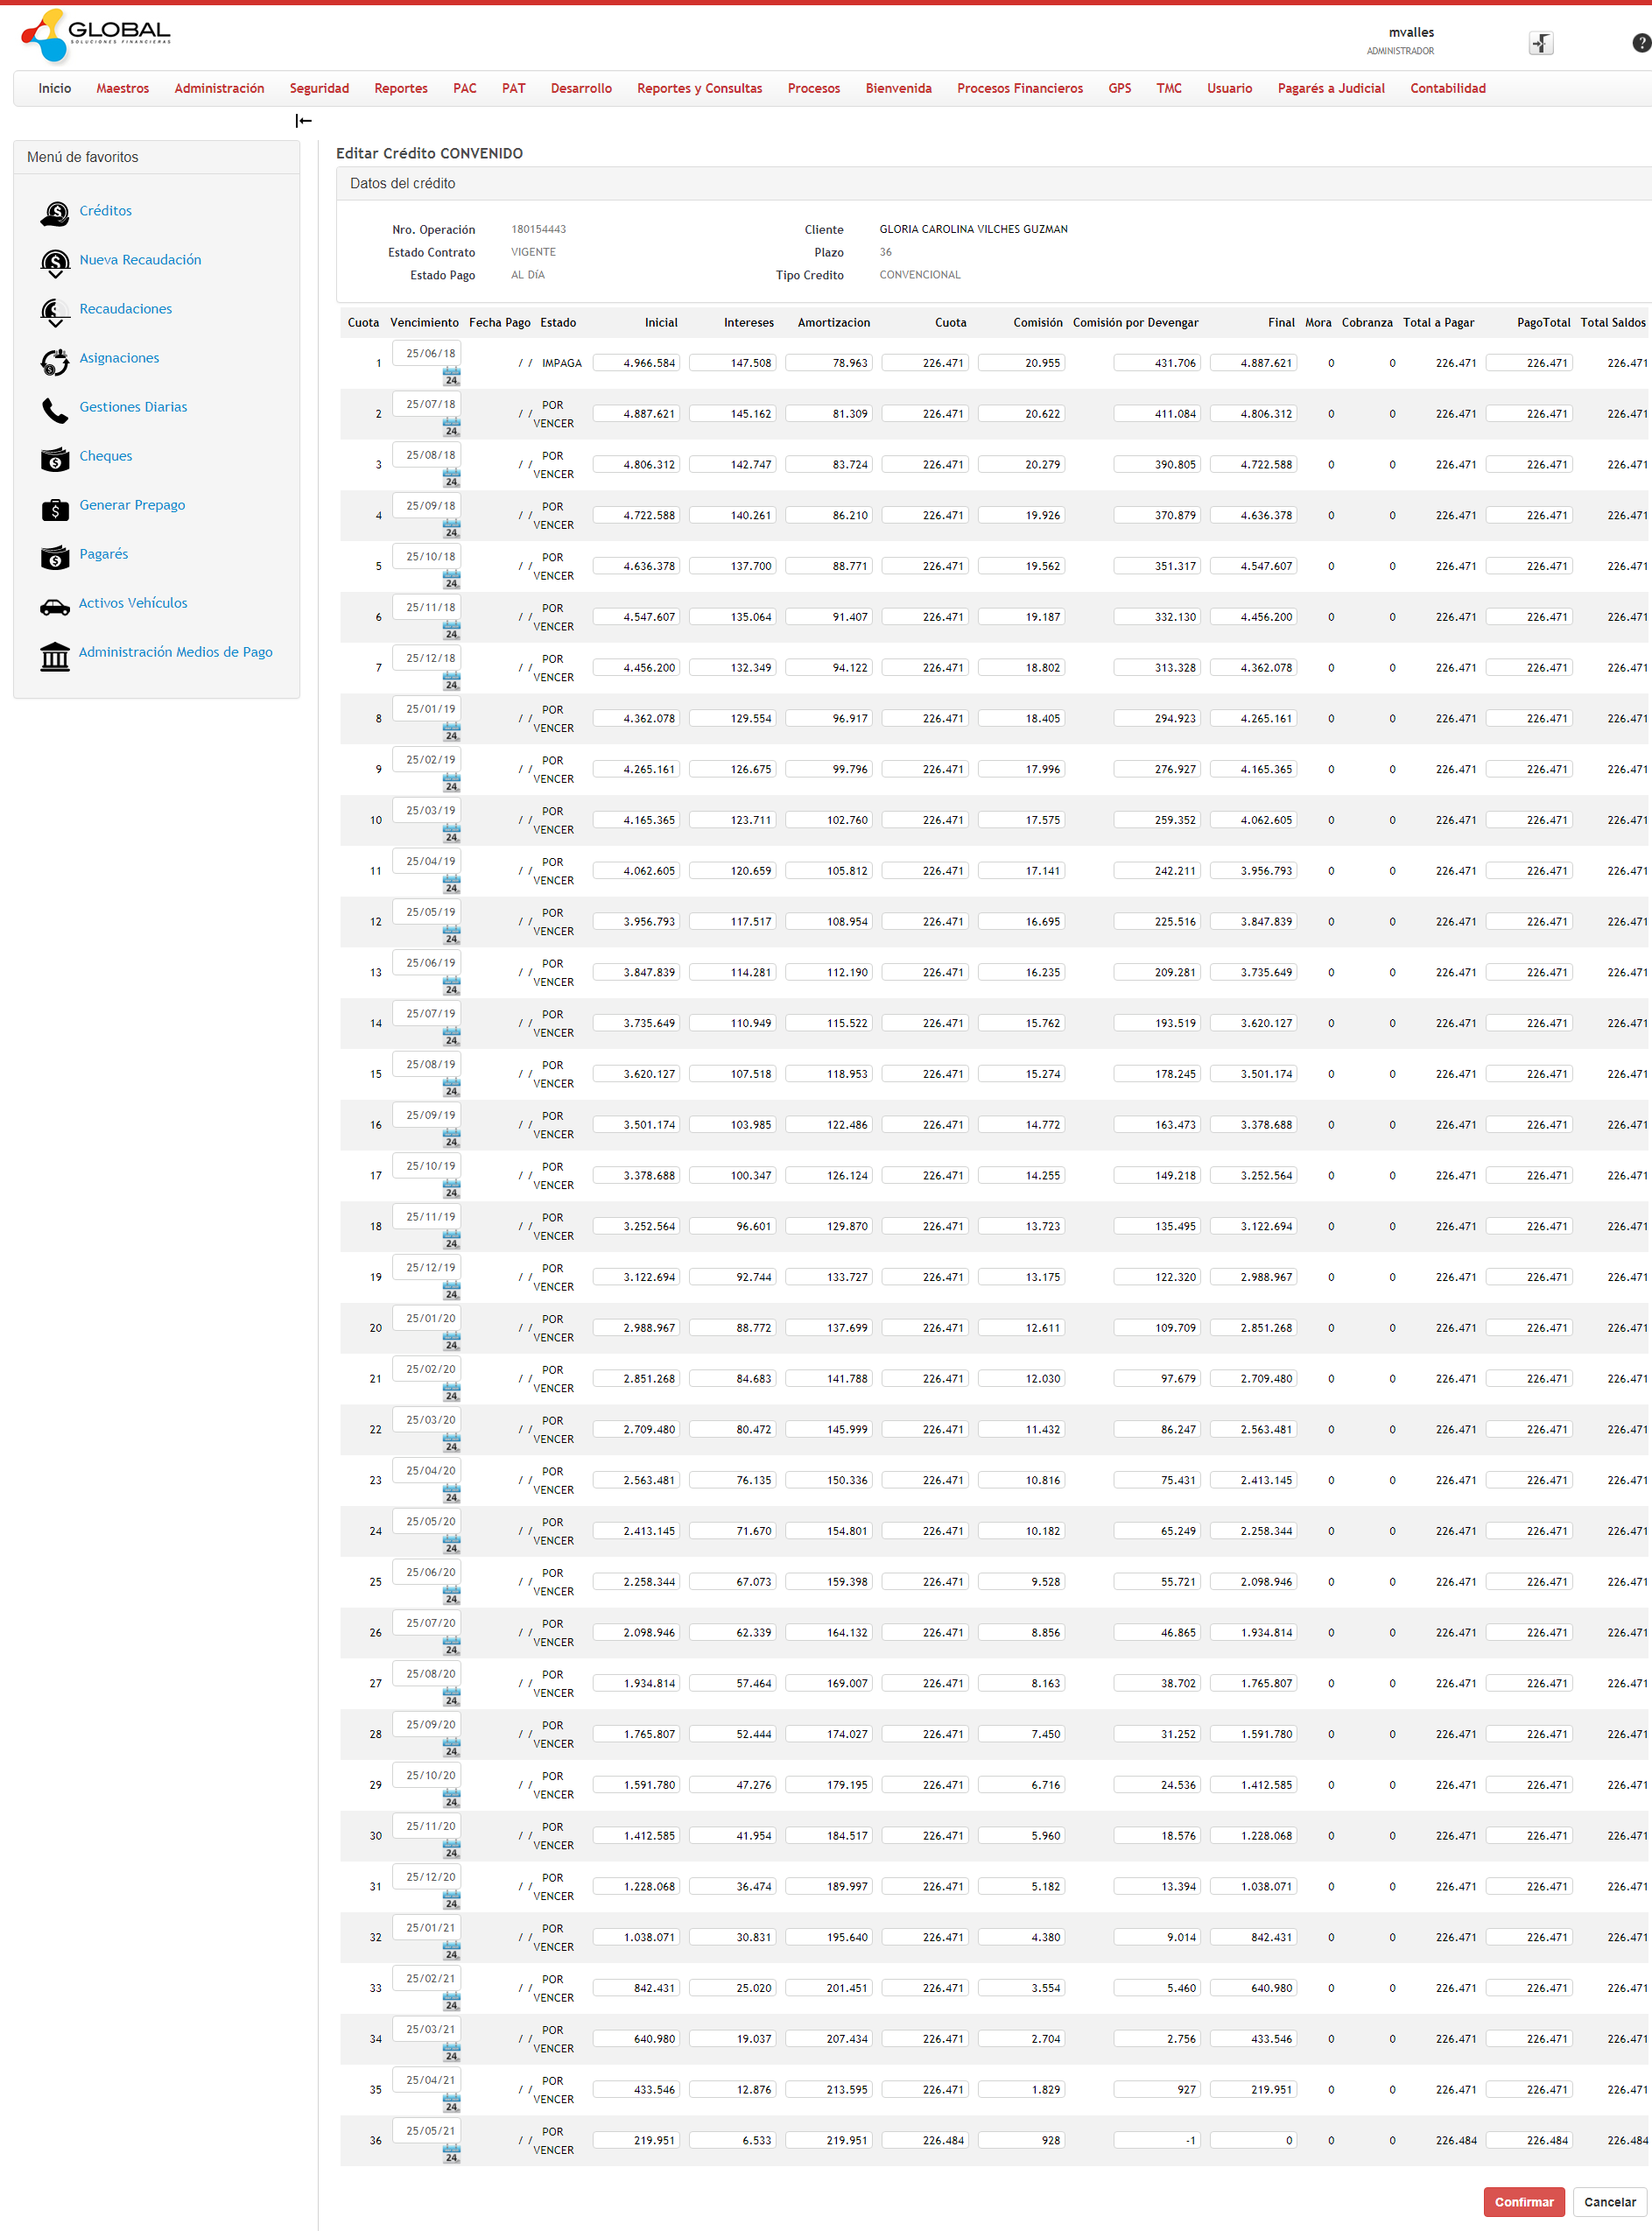 GLOBAL
SOLUCIONES FINANCIERAS
mvalles
ADMINISTRADOR
?
Inicio Maestros Administración Seguridad Reportes PAC PAT Desarrollo Reportes y Consultas Procesos Bienvenida Procesos Financieros GPS TMC Usuario Pagarés a Judicial Contabilidad
Menú de favoritos
Créditos
Nueva Recaudación
Recaudaciones
Asignaciones
Gestiones Diarias
Cheques
Generar Prepago
Pagarés
Activos Vehículos
Administración Medios de Pago
Editar Crédito CONVENIDO
Datos del crédito
Nro. Operación 180154443 Cliente GLORIA CAROLINA VILCHES GUZMAN
Estado Contrato VIGENTE Plazo 36
Estado Pago AL DÍA Tipo Credito CONVENCIONAL
Cuota Vencimiento Fecha Pago Estado Inicial Intereses Amortizacion Cuota Comisión Comisión por Devengar Final Mora Cobranza Total a Pagar PagoTotal Total Saldos
1 25/06/18 24 / / IMPAGA 4.966.584 147.508 78.963 226.471 20.955 431.706 4.887.621 0 0 226.471 226.471 226.471
2 25/07/18 24 / / POR VENCER 4.887.621 145.162 81.309 226.471 20.622 411.084 4.806.312 0 0 226.471 226.471 226.471
3 25/08/18 24 / / POR VENCER 4.806.312 142.747 83.724 226.471 20.279 390.805 4.722.588 0 0 226.471 226.471 226.471
4 25/09/18 24 / / POR VENCER 4.722.588 140.261 86.210 226.471 19.926 370.879 4.636.378 0 0 226.471 226.471 226.471
5 25/10/18 24 / / POR VENCER 4.636.378 137.700 88.771 226.471 19.562 351.317 4.547.607 0 0 226.471 226.471 226.471
6 25/11/18 24 / / POR VENCER 4.547.607 135.064 91.407 226.471 19.187 332.130 4.456.200 0 0 226.471 226.471 226.471
7 25/12/18 24 / / POR VENCER 4.456.200 132.349 94.122 226.471 18.802 313.328 4.362.078 0 0 226.471 226.471 226.471
8 25/01/19 24 / / POR VENCER 4.362.078 129.554 96.917 226.471 18.405 294.923 4.265.161 0 0 226.471 226.471 226.471
9 25/02/19 24 / / POR VENCER 4.265.161 126.675 99.796 226.471 17.996 276.927 4.165.365 0 0 226.471 226.471 226.471
10 25/03/19 24 / / POR VENCER 4.165.365 123.711 102.760 226.471 17.575 259.352 4.062.605 0 0 226.471 226.471 226.471
11 25/04/19 24 / / POR VENCER 4.062.605 120.659 105.812 226.471 17.141 242.211 3.956.793 0 0 226.471 226.471 226.471
12 25/05/19 24 / / POR VENCER 3.956.793 117.517 108.954 226.471 16.695 225.516 3.847.839 0 0 226.471 226.471 226.471
13 25/06/19 24 / / POR VENCER 3.847.839 114.281 112.190 226.471 16.235 209.281 3.735.649 0 0 226.471 226.471 226.471
14 25/07/19 24 / / POR VENCER 3.735.649 110.949 115.522 226.471 15.762 193.519 3.620.127 0 0 226.471 226.471 226.471
15 25/08/19 24 / / POR VENCER 3.620.127 107.518 118.953 226.471 15.274 178.245 3.501.174 0 0 226.471 226.471 226.471
16 25/09/19 24 / / POR VENCER 3.501.174 103.985 122.486 226.471 14.772 163.473 3.378.688 0 0 226.471 226.471 226.471
17 25/10/19 24 / / POR VENCER 3.378.688 100.347 126.124 226.471 14.255 149.218 3.252.564 0 0 226.471 226.471 226.471
18 25/11/19 24 / / POR VENCER 3.252.564 96.601 129.870 226.471 13.723 135.495 3.122.694 0 0 226.471 226.471 226.471
19 25/12/19 24 / / POR VENCER 3.122.694 92.744 133.727 226.471 13.175 122.320 2.988.967 0 0 226.471 226.471 226.471
20 25/01/20 24 / / POR VENCER 2.988.967 88.772 137.699 226.471 12.611 109.709 2.851.268 0 0 226.471 226.471 226.471
21 25/02/20 24 / / POR VENCER 2.851.268 84.683 141.788 226.471 12.030 97.679 2.709.480 0 0 226.471 226.471 226.471
22 25/03/20 24 / / POR VENCER 2.709.480 80.472 145.999 226.471 11.432 86.247 2.563.481 0 0 226.471 226.471 226.471
23 25/04/20 24 / / POR VENCER 2.563.481 76.135 150.336 226.471 10.816 75.431 2.413.145 0 0 226.471 226.471 226.471
24 25/05/20 24 / / POR VENCER 2.413.145 71.670 154.801 226.471 10.182 65.249 2.258.344 0 0 226.471 226.471 226.471
25 25/06/20 24 / / POR VENCER 2.258.344 67.073 159.398 226.471 9.528 55.721 2.098.946 0 0 226.471 226.471 226.471
26 25/07/20 24 / / POR VENCER 2.098.946 62.339 164.132 226.471 8.856 46.865 1.934.814 0 0 226.471 226.471 226.471
27 25/08/20 24 / / POR VENCER 1.934.814 57.464 169.007 226.471 8.163 38.702 1.765.807 0 0 226.471 226.471 226.471
28 25/09/20 24 / / POR VENCER 1.765.807 52.444 174.027 226.471 7.450 31.252 1.591.780 0 0 226.471 226.471 226.471
29 25/10/20 24 / / POR VENCER 1.591.780 47.276 179.195 226.471 6.716 24.536 1.412.585 0 0 226.471 226.471 226.471
30 25/11/20 24 / / POR VENCER 1.412.585 41.954 184.517 226.471 5.960 18.576 1.228.068 0 0 226.471 226.471 226.471
31 25/12/20 24 / / POR VENCER 1.228.068 36.474 189.997 226.471 5.182 13.394 1.038.071 0 0 226.471 226.471 226.471
32 25/01/21 24 / / POR VENCER 1.038.071 30.831 195.640 226.471 4.380 9.014 842.431 0 0 226.471 226.471 226.471
33 25/02/21 24 / / POR VENCER 842.431 25.020 201.451 226.471 3.554 5.460 640.980 0 0 226.471 226.471 226.471
34 25/03/21 24 / / POR VENCER 640.980 19.037 207.434 226.471 2.704 2.756 433.546 0 0 226.471 226.471 226.471
35 25/04/21 24 / / POR VENCER 433.546 12.876 213.595 226.471 1.829 927 219.951 0 0 226.471 226.471 226.471
36 25/05/21 24 / / POR VENCER 219.951 6.533 219.951 226.484 928 -1 0 0 0 226.484 226.484 226.484
Confirmar Cancelar